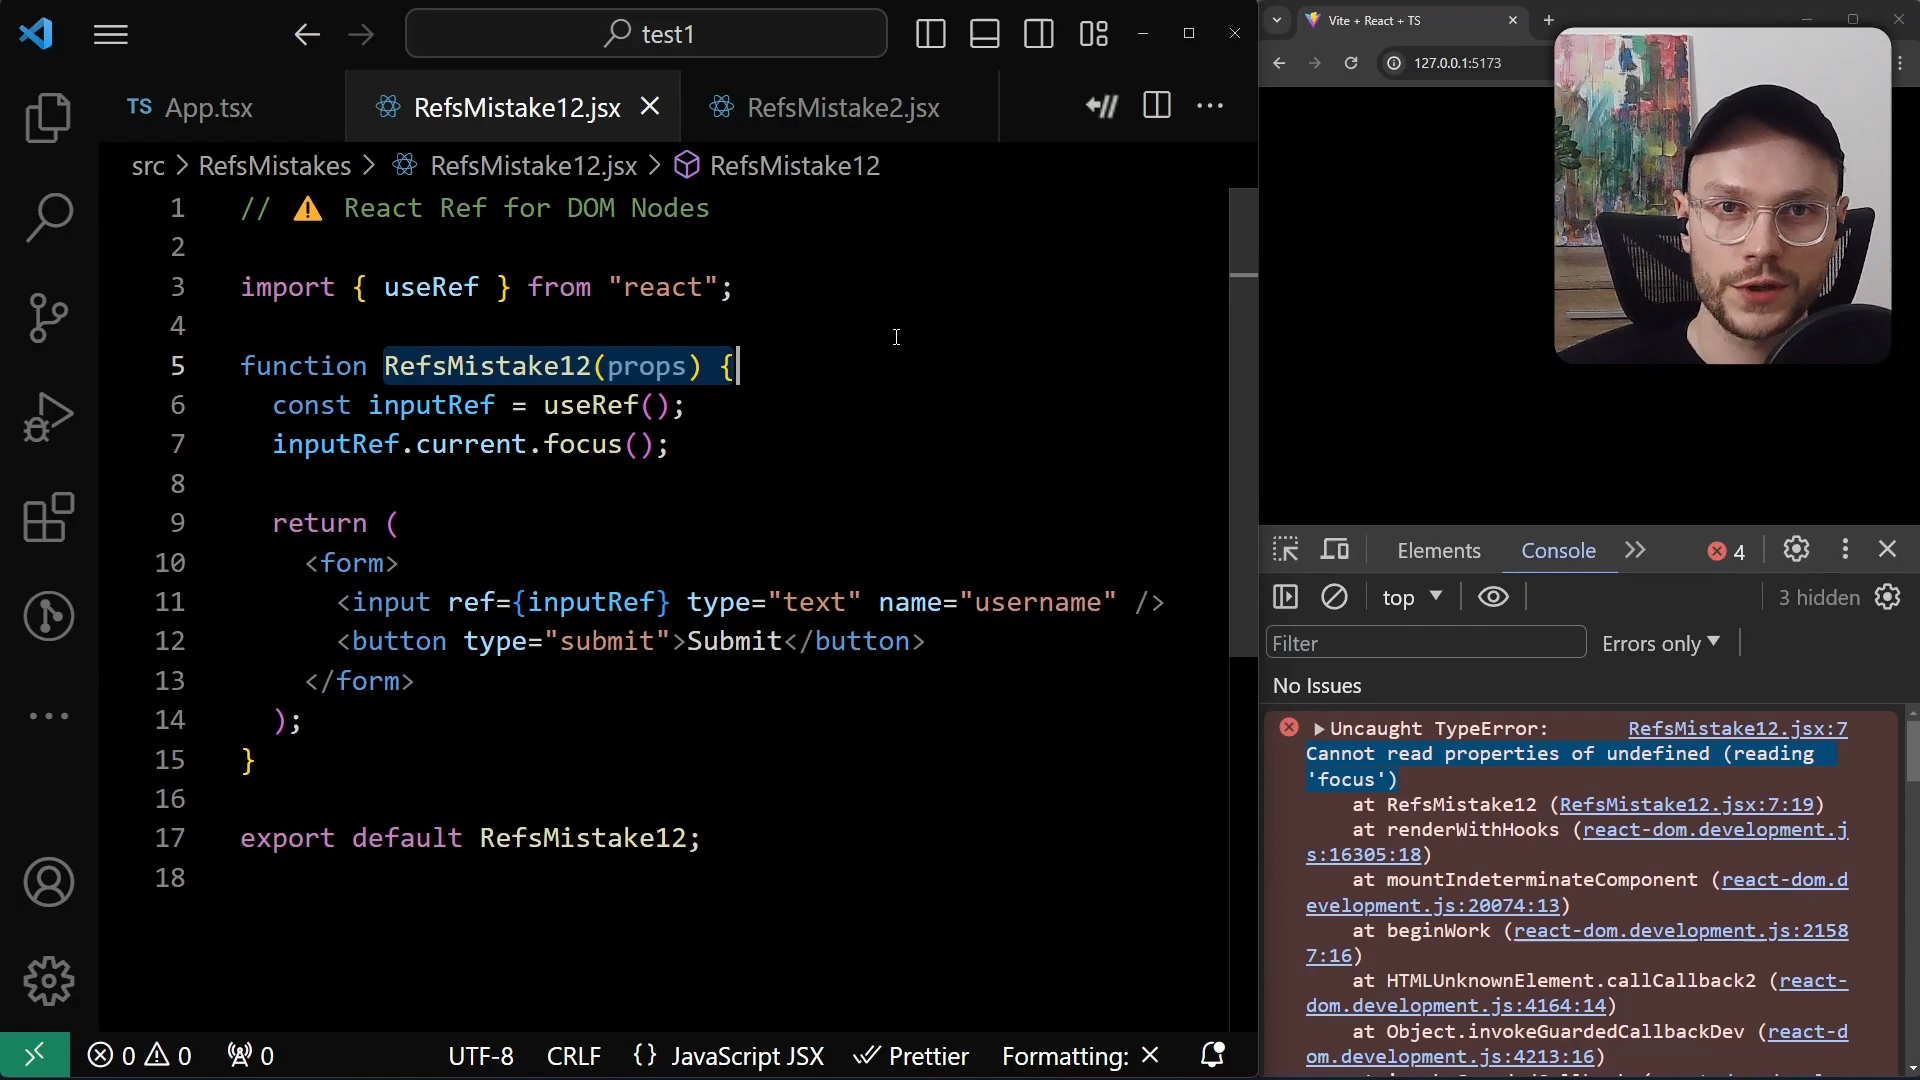 test1
TS App.tsx
RefsMistake12.jsx
RefsMistake2.jsx
src > RefsMistakes > RefsMistake12.jsx > RefsMistake12
1 // ⚠ React Ref for DOM Nodes
2
3 import { useRef } from "react";
4
5 function RefsMistake12(props) {
6 const inputRef = useRef();
7 inputRef.current.focus();
8
9 return (
10 <form>
11 <input ref={inputRef} type="text" name="username" />
12 <button type="submit">Submit</button>
13 </form>
14 );
15 }
16
17 export default RefsMistake12;
18
0 0 0 UTF-8 CRLF {} JavaScript JSX Prettier Formatting: ×
Vite + React + TS
127.0.0.1:5173
Elements Console 4
top 3 hidden
Filter Errors only
No Issues
Uncaught TypeError: RefsMistake12.jsx:7
Cannot read properties of undefined (reading
'focus')
at RefsMistake12 (RefsMistake12.jsx:7:19)
at renderWithHooks (react-dom.development.j
s:16305:18)
at mountIndeterminateComponent (react-dom.d
evelopment.js:20074:13)
at beginWork (react-dom.development.js:2158
7:16)
at HTMLUnknownElement.callCallback2 (react-
dom.development.js:4164:14)
at Object.invokeGuardedCallbackDev (react-d
om.development.js:4213:16)